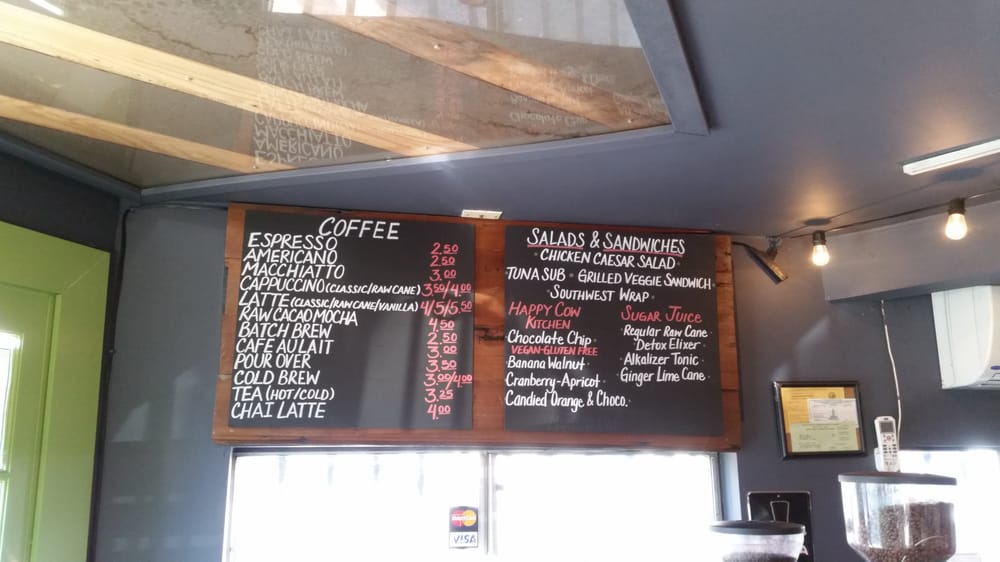 COFFEE
ESPRESSO 2.50
AMERICANO 2.50
MACCHIATTO 3.00
CAPPUCCINO (CLASSIC/RAW CANE) 3.50/4.00
LATTE (CLASSIC/RAW CANE/VANILLA) 4/5/5.50
RAW CACAO MOCHA 4.50
BATCH BREW 2.50
CAFE AU LAIT 3.00
POUR OVER 3.50
COLD BREW 3.00/4.00
TEA (HOT/COLD) 3.25
CHAI LATTE 4.00
SALADS & SANDWICHES
CHICKEN CAESAR SALAD
TUNA SUB • GRILLED VEGGIE SANDWICH
SOUTHWEST WRAP
HAPPY COW
KITCHEN
Chocolate Chip
VEGAN-GLUTEN FREE
Banana Walnut
Cranberry-Apricot
Candied Orange & Choco.
SUGAR JUICE
Regular Raw Cane
Detox Elixer
Alkalizer Tonic
Ginger Lime Cane
MasterCard
VISA